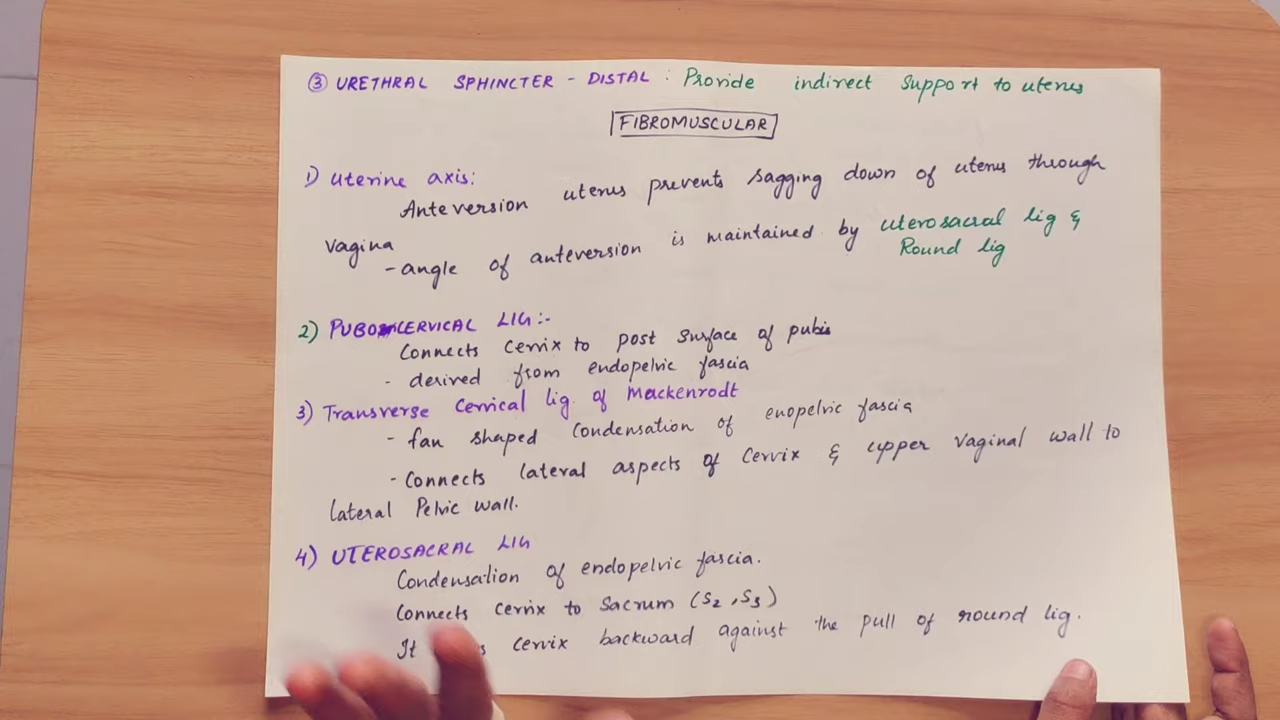 ③ URETHRAL SPHINCTER - DISTAL : Provide indirect support to uterus
FIBROMUSCULAR
1) Uterine axis:
Anteversion uterus prevents sagging down of uterus through
vagina
- angle of anteversion is maintained by uterosacral lig &
Round lig
2) PUBOCERVICAL LIG:-
Connects cervix to post surface of pubis
- derived from endopelvic fascia
3) Transverse Cervical lig. of Mackenrodt
- fan shaped condensation of enopelvic fascia
- Connects lateral aspects of cervix & upper vaginal wall to
lateral Pelvic wall.
4) UTEROSACRAL LIG
Condensation of endopelvic fascia.
Connects cervix to Sacrum (S2, S3)
It cervix backward against the pull of round lig.